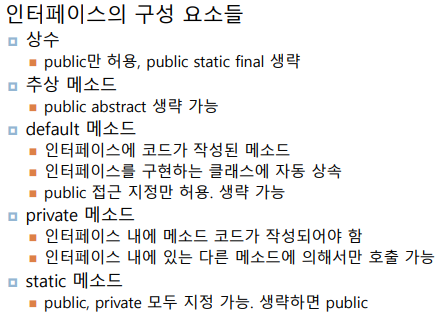 인터페이스의 구성 요소들
상수
public만 허용, public static final 생략
추상 메소드
public abstract 생략 가능
default 메소드
인터페이스에 코드가 작성된 메소드
인터페이스를 구현하는 클래스에 자동 상속
public 접근 지정만 허용. 생략 가능
private 메소드
인터페이스 내에 메소드 코드가 작성되어야 함
인터페이스 내에 있는 다른 메소드에 의해서만 호출 가능
static 메소드
public, private 모두 지정 가능. 생략하면 public